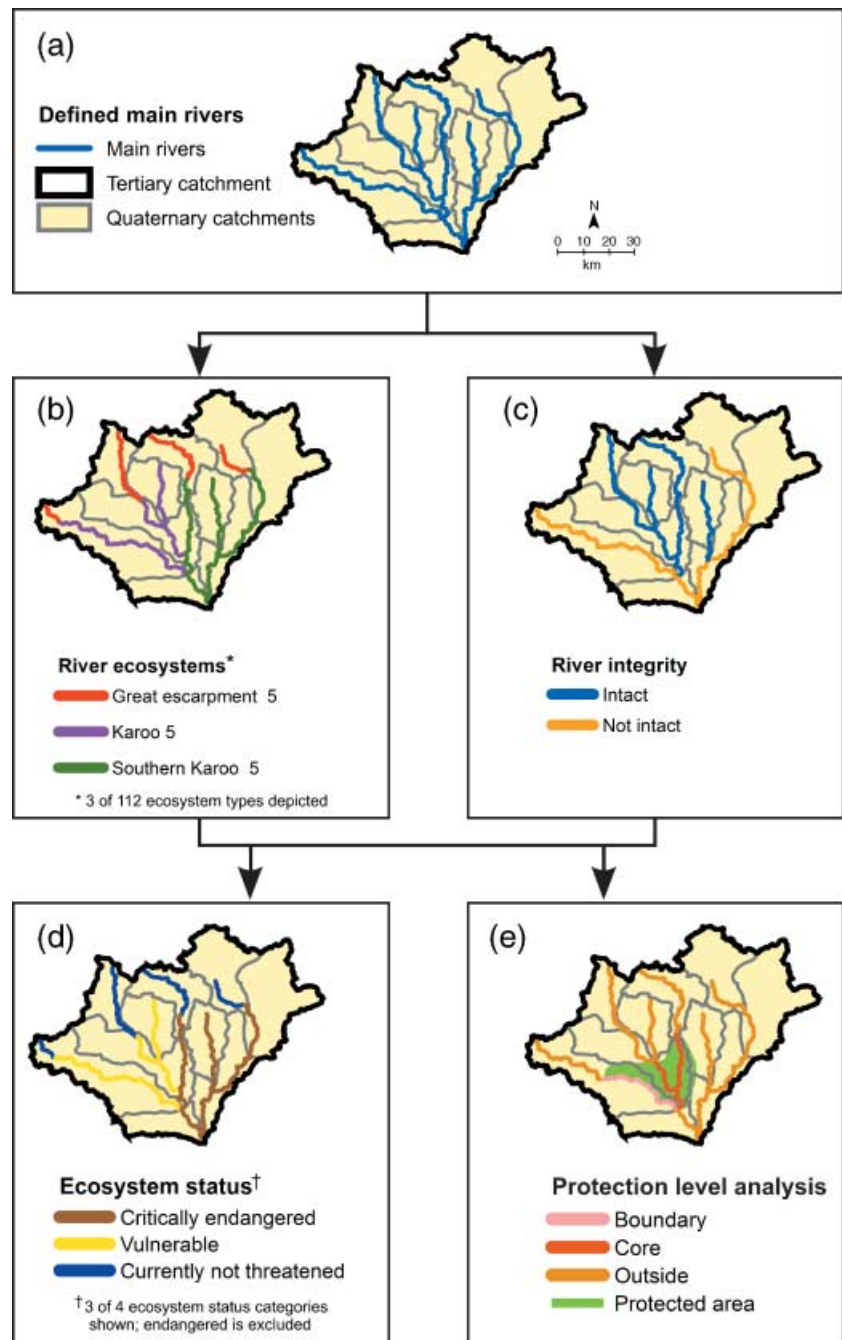 (a)
Defined main rivers
Main rivers
Tertiary catchment
Quaternary catchments
N
0 10 20 30
km
(b)
River ecosystems*
Great escarpment 5
Karoo 5
Southern Karoo 5
* 3 of 112 ecosystem types depicted
(c)
River integrity
Intact
Not intact
(d)
Ecosystem status†
Critically endangered
Vulnerable
Currently not threatened
†3 of 4 ecosystem status categories
shown; endangered is excluded
(e)
Protection level analysis
Boundary
Core
Outside
Protected area